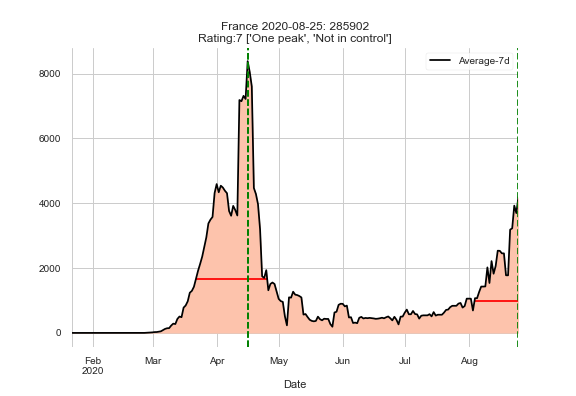 France 2020-08-25: 285902
Rating:7 ['One peak', 'Not in control']
Average-7d
8000
6000
4000
2000
0
Feb Mar Apr May Jun Jul Aug
2020
Date